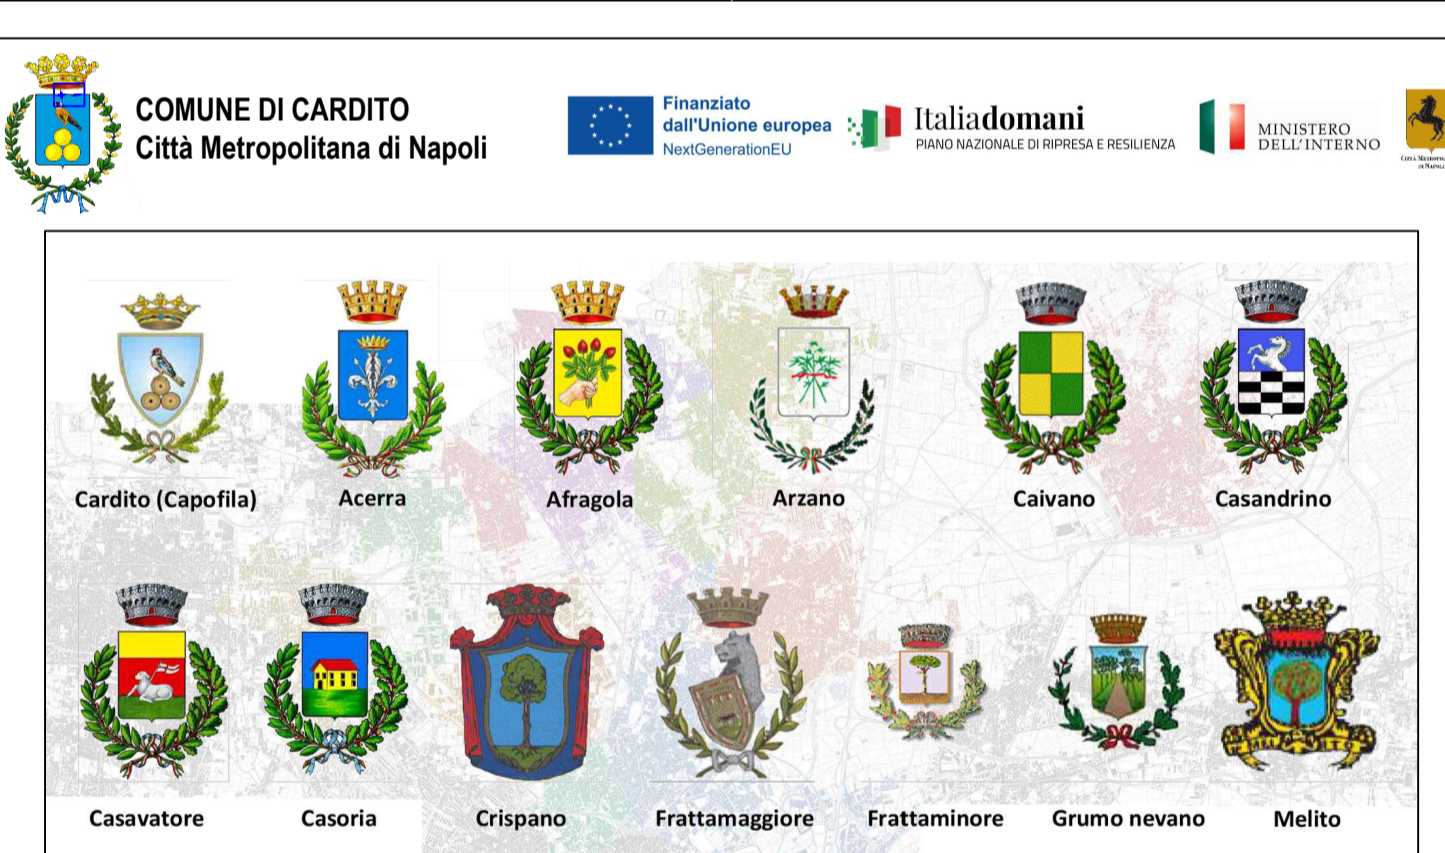 COMUNE DI CARDITO
Città Metropolitana di Napoli
Finanziato
dall'Unione europea
NextGenerationEU
Italiadomani
PIANO NAZIONALE DI RIPRESA E RESILIENZA
MINISTERO
DELL'INTERNO
Cardito (Capofila)
Acerra
Afragola
Arzano
Caivano
Casandrino
Casavatore
Casoria
Crispano
Frattamaggiore
Frattaminore
Grumo nevano
Melito